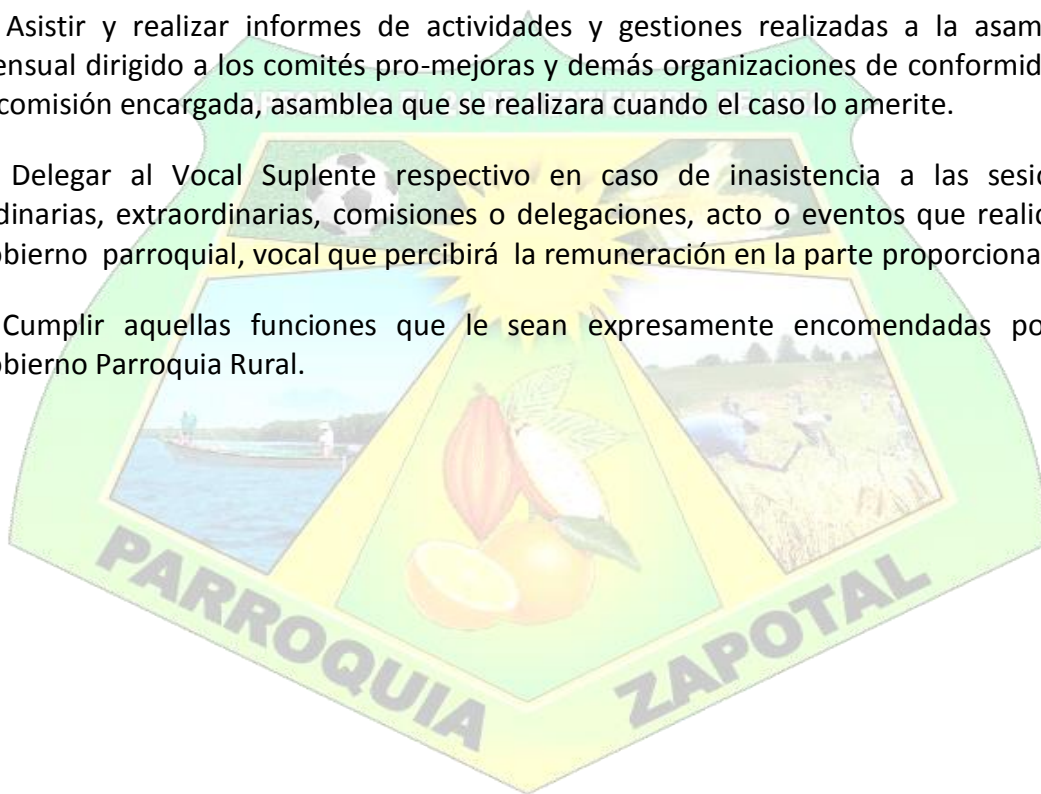 Asistir y realizar informes de actividades y gestiones realizadas a la asam
ensual dirigido a los comités pro-mejoras y demás organizaciones de conformid
comisión encargada, asamblea que se realizara cuando el caso lo amerite.
Delegar al Vocal Suplente respectivo en caso de inasistencia a las sesi
dinarias, extraordinarias, comisiones o delegaciones, acto o eventos que realic
obierno parroquial, vocal que percibirá la remuneración en la parte proporciona
Cumplir aquellas funciones que le sean expresamente encomendadas po
obierno Parroquia Rural.
PARROQUIA ZAPOTAL